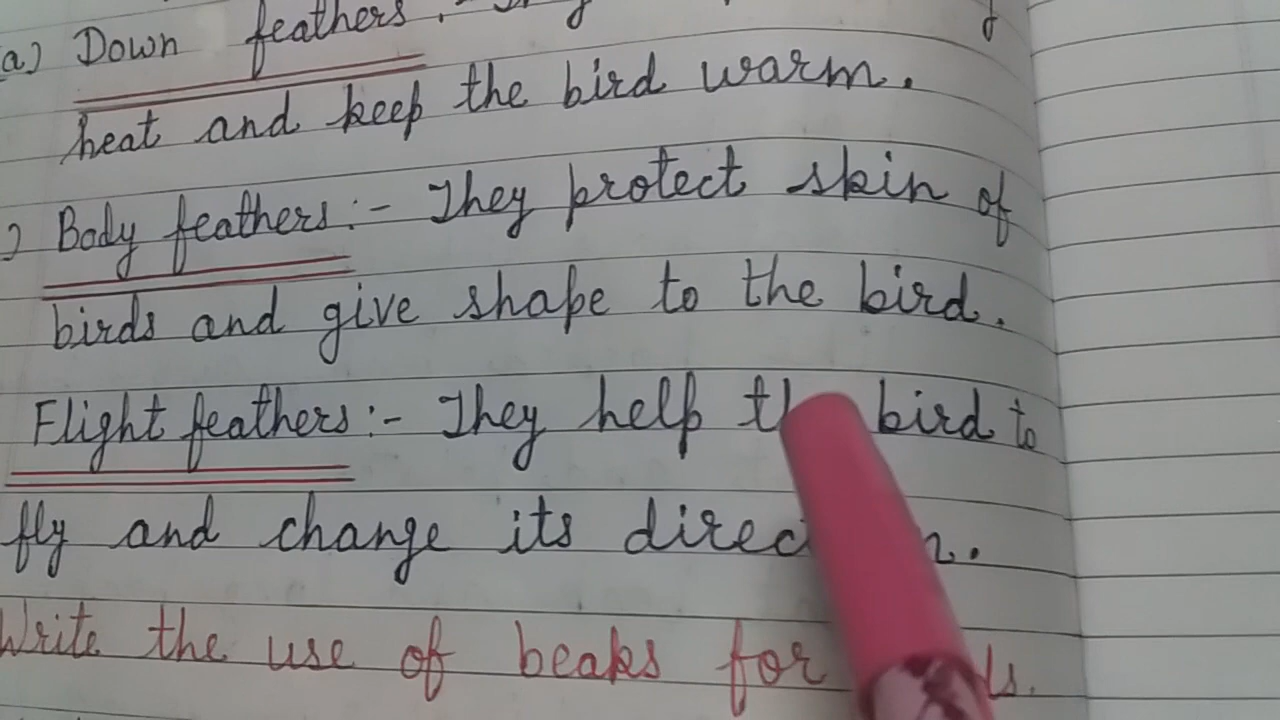 (a) Down feathers.
heat and keep the bird warm.
) Body feathers:- They protect skin of
birds and give shape to the bird.
Flight feathers:- They help the bird to
fly and change its direc n.
Write the use of beaks for ds.